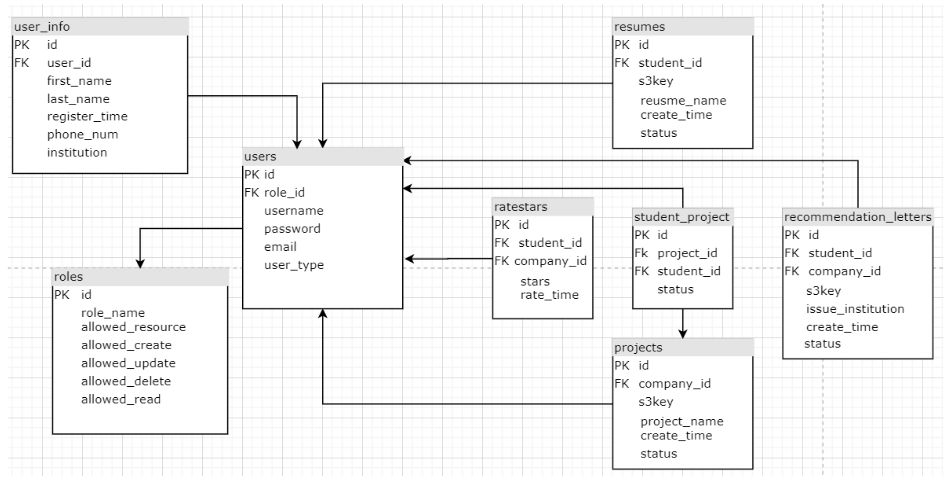 user_info
PK id
FK user_id
first_name
last_name
register_time
phone_num
institution
resumes
PK id
FK student_id
s3key
reusme_name
create_time
status
users
PK id
FK role_id
username
password
email
user_type
ratestars
PK id
FK student_id
FK company_id
stars
rate_time
student_project
PK id
Fk project_id
FK student_id
status
recommendation_letters
PK id
FK student_id
FK company_id
s3key
issue_institution
create_time
status
roles
PK id
role_name
allowed_resource
allowed_create
allowed_update
allowed_delete
allowed_read
projects
PK id
FK company_id
s3key
project_name
create_time
status